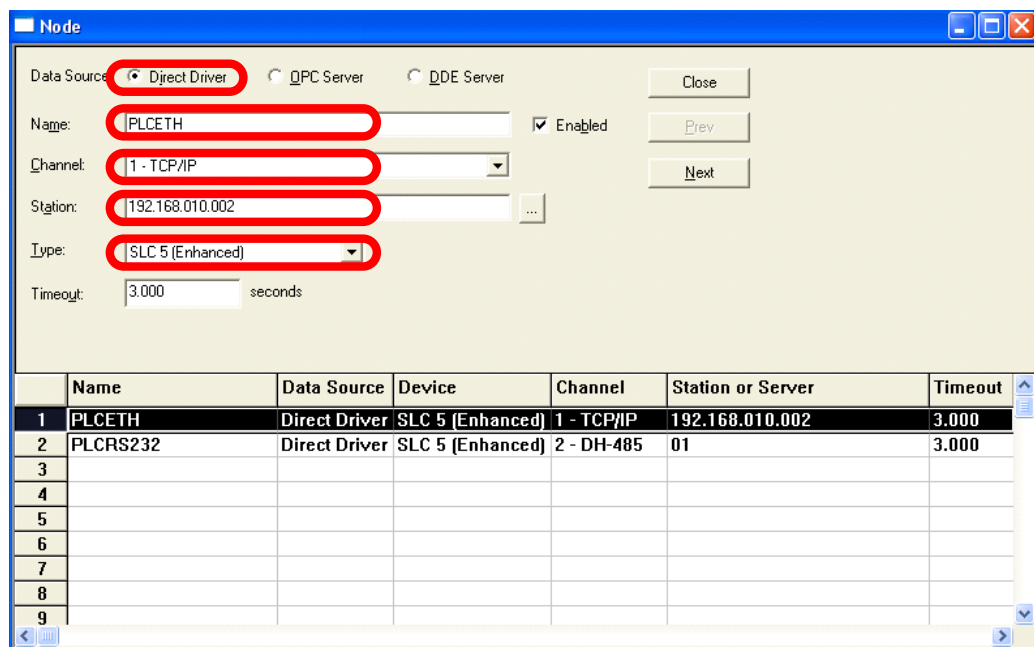 Node
Data Source Direct Driver OPC Server DDE Server Close
Name: PLCETH Enabled Prev
Channel: 1 - TCP/IP Next
Station: 192.168.010.002 ...
Type: SLC 5 (Enhanced)
Timeout: 3.000 seconds
Name Data Source Device Channel Station or Server Timeout
1 PLCETH Direct Driver SLC 5 (Enhanced) 1 - TCP/IP 192.168.010.002 3.000
2 PLCRS232 Direct Driver SLC 5 (Enhanced) 2 - DH-485 01 3.000
3
4
5
6
7
8
9